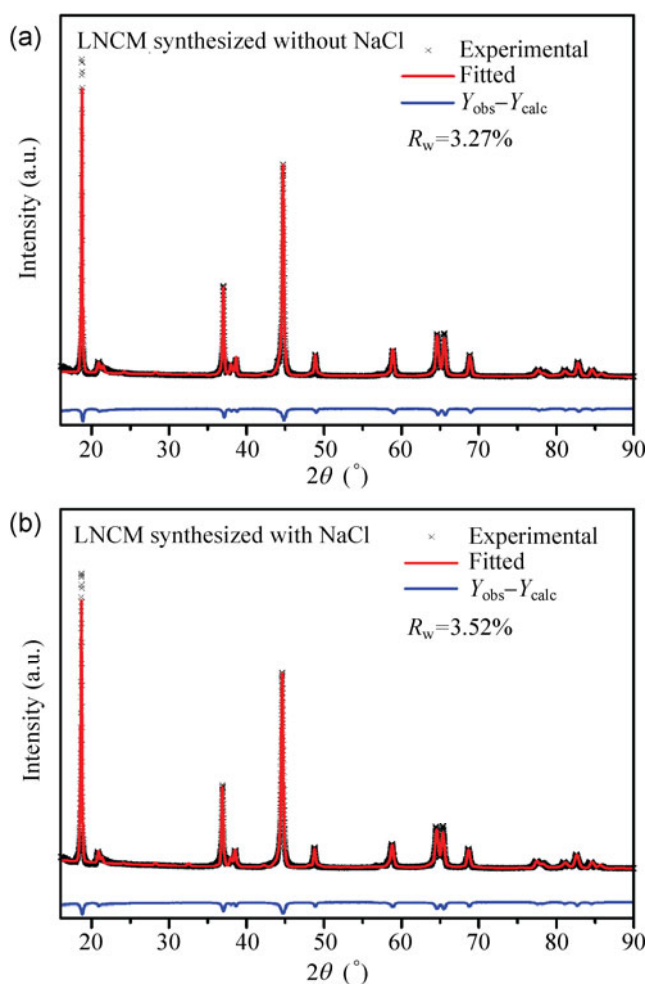 (a)
LNCM synthesized without NaCl
Experimental
Fitted
Yobs−Ycalc
Rw=3.27%
Intensity (a.u.)
20 30 40 50 60 70 80 90
2θ (°)
(b)
LNCM synthesized with NaCl
Experimental
Fitted
Yobs−Ycalc
Rw=3.52%
Intensity (a.u.)
20 30 40 50 60 70 80 90
2θ (°)